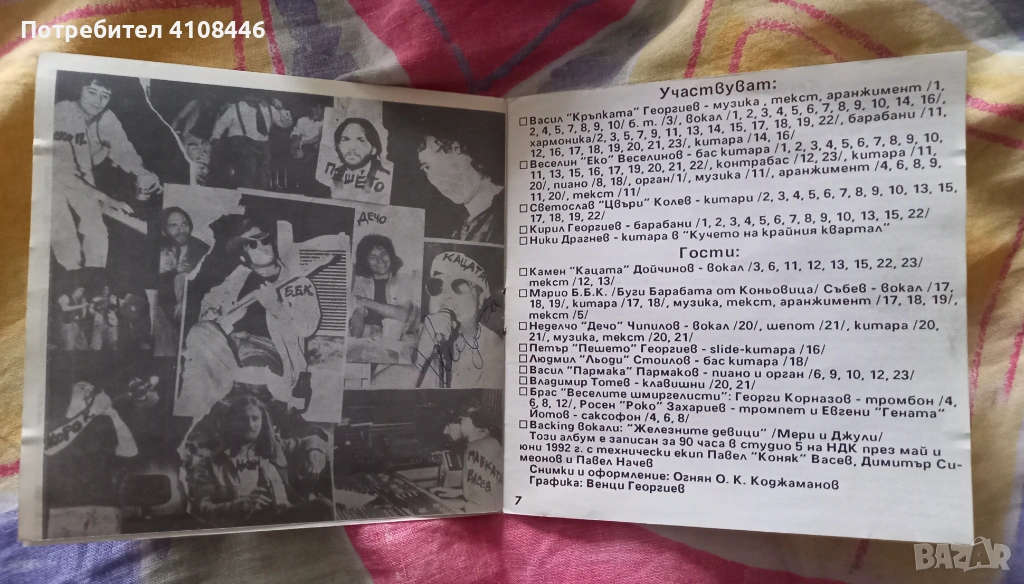 Потребител 4108446
ПЕШЕТО
ДЕЧО
Б.Б.К
КАЦАТА
КОРО
МАЦКАТА
ВАСЕВ
Участвуват:
Васил "Кръпката" Георгиев - музика , текст, аранжимент /1,
2, 4, 5, 7, 8, 9, 10/ б. т. /3/, вокал /1, 2, 3, 4, 5, 6, 7, 8, 9, 10, 14, 16/,
хармоника/2, 3, 5, 7, 9, 11, 13, 14, 15, 17, 18, 19, 22/, барабани /11,
12, 16, 17, 18, 19, 20, 21, 23/, китара /14, 16/
Веселин "Еко" Веселинов - бас китара /1, 2, 3, 4, 5, 6, 7, 8, 9, 10,
11, 13, 15, 16, 17, 18, 19, 20, 21, 22/, контрабас /12, 23/, китара /11,
20/, пиано /8, 18/, орган/1/, музика /11/, аранжимент /4, 6, 8, 9,
11, 20/, текст /11/
Светослав "Цвъри" Колев - китари /2, 3, 4, 5, 6, 7, 8, 9, 10, 13, 15,
17, 18, 19, 22/
Кирил Георгиев - барабани /1, 2, 3, 4, 5, 6, 7, 8, 9, 10, 13, 15, 22/
Ники Драгнев - китара в "Кучето на крайния квартал"
Гости:
Камен "Кацата" Дойчинов - вокал /3, 6, 11, 12, 13, 15, 22, 23/
текст /12, 13/
Марио Б.Б.К. /Буги Барабата от Коньовица/ Събев - вокал /17,
18, 19/, китара /17, 18/, музика, текст, аранжимент /17, 18, 19/,
текст /5/
Неделчо "Дечо" Чипилов - вокал /20/, шепот /21/, китара /20,
21/, музика, текст /20, 21/
Петър "Пешето" Георгиев - slide-китара /16/
Людмил "Льоди" Стоилов - бас китара /18/
Васил "Пармака" Пармаков - пиано и орган /6, 9, 10, 12, 23/
Владимир Тотев - клавишни /20, 21/
Брас "Веселите шмиргелисти": Георги Корназов - тромбон /4,
6, 8, 12/, Росен "Роко" Захариев - тромпет и Евгени "Гената"
Йотов - саксофон /4, 6, 8/
Backing вокали: "Железните девици" /Мери и Джули/
Този албум е записан за 90 часа в студио 5 на НДК през май и
юни 1992 г. с технически екип Павел "Коняк" Васев, Димитър Си-
меонов и Павел Начев
Снимки и оформление: Огнян О. К. Коджаманов
Графика: Венци Георгиев
7
BAZAR